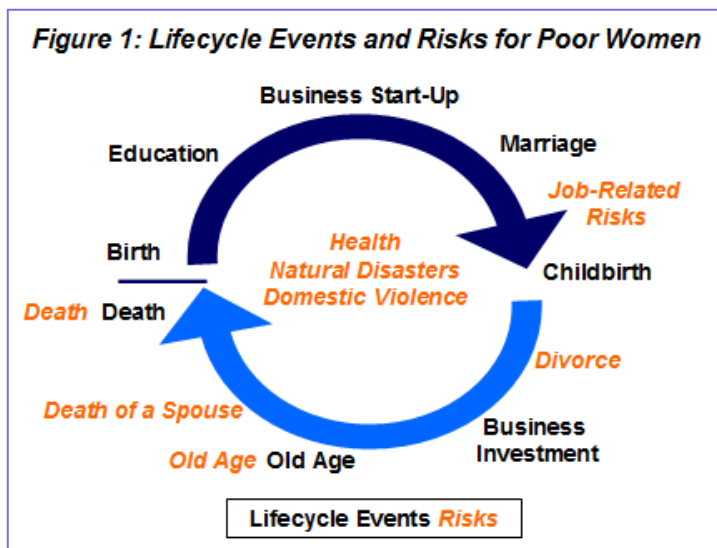 Figure 1: Lifecycle Events and Risks for Poor Women
Business Start-Up
Education
Marriage
Job-Related
Risks
Birth
Health
Natural Disasters
Domestic Violence
Childbirth
Death Death
Divorce
Death of a Spouse
Business
Investment
Old Age Old Age
Lifecycle Events Risks